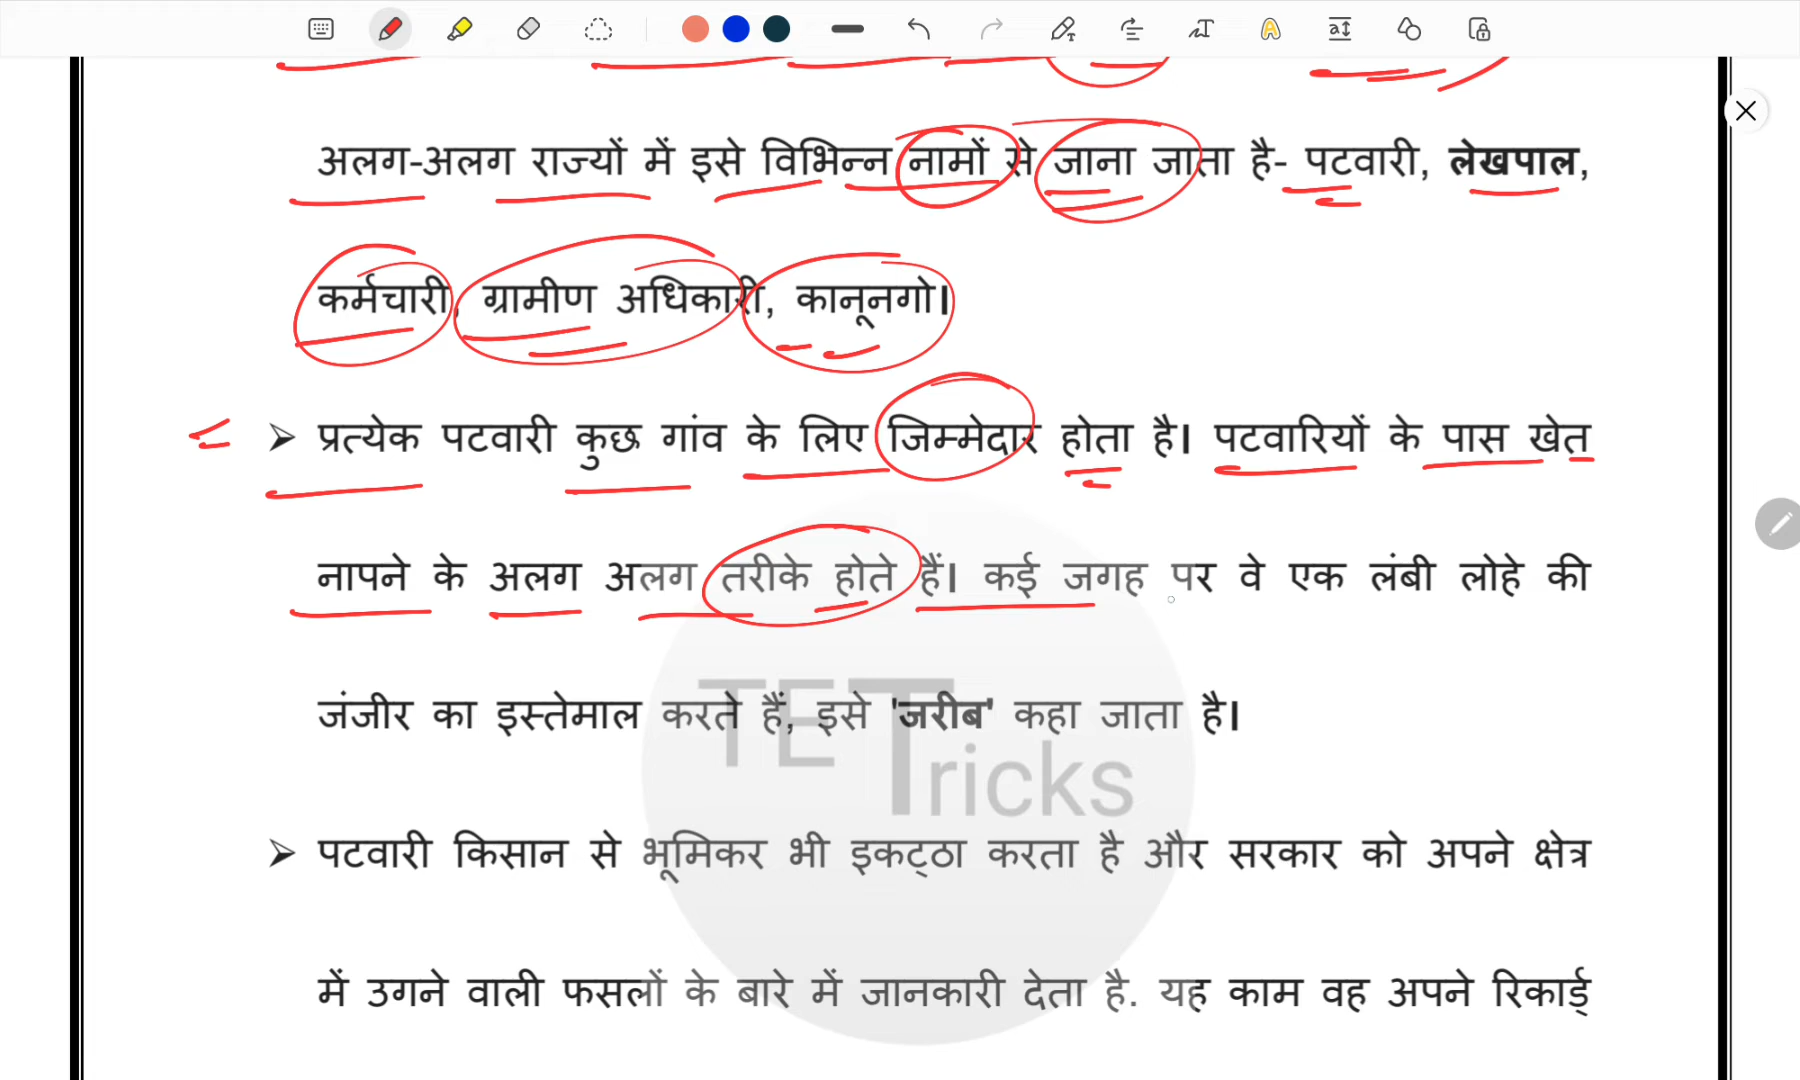 अलग-अलग राज्यों में इसे विभिन्न नामों से जाना जाता है- पटवारी, लेखपाल,
कर्मचारी, ग्रामीण अधिकारी, कानूनगो।
➢ प्रत्येक पटवारी कुछ गांव के लिए जिम्मेदार होता है। पटवारियों के पास खेत
नापने के अलग अलग तरीके होते हैं। कई जगह पर वे एक लंबी लोहे की
जंजीर का इस्तेमाल करते हैं, इसे 'जरीब' कहा जाता है।
TETricks
➢ पटवारी किसान से भूमिकर भी इकट्ठा करता है और सरकार को अपने क्षेत्र
में उगने वाली फसलों के बारे में जानकारी देता है. यह काम वह अपने रिकार्ड्